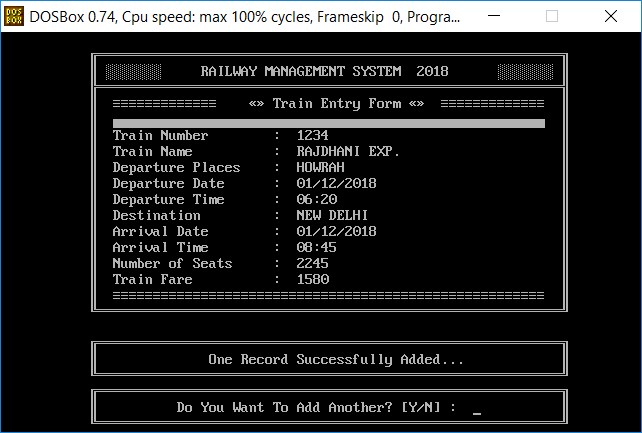 DOSBox 0.74, Cpu speed: max 100% cycles, Frameskip 0, Progra...
RAILWAY MANAGEMENT SYSTEM 2018
«» Train Entry Form «»
Train Number : 1234
Train Name : RAJDHANI EXP.
Departure Places : HOWRAH
Departure Date : 01/12/2018
Departure Time : 06:20
Destination : NEW DELHI
Arrival Date : 01/12/2018
Arrival Time : 08:45
Number of Seats : 2245
Train Fare : 1580
One Record Successfully Added...
Do You Want To Add Another? [Y/N] : _